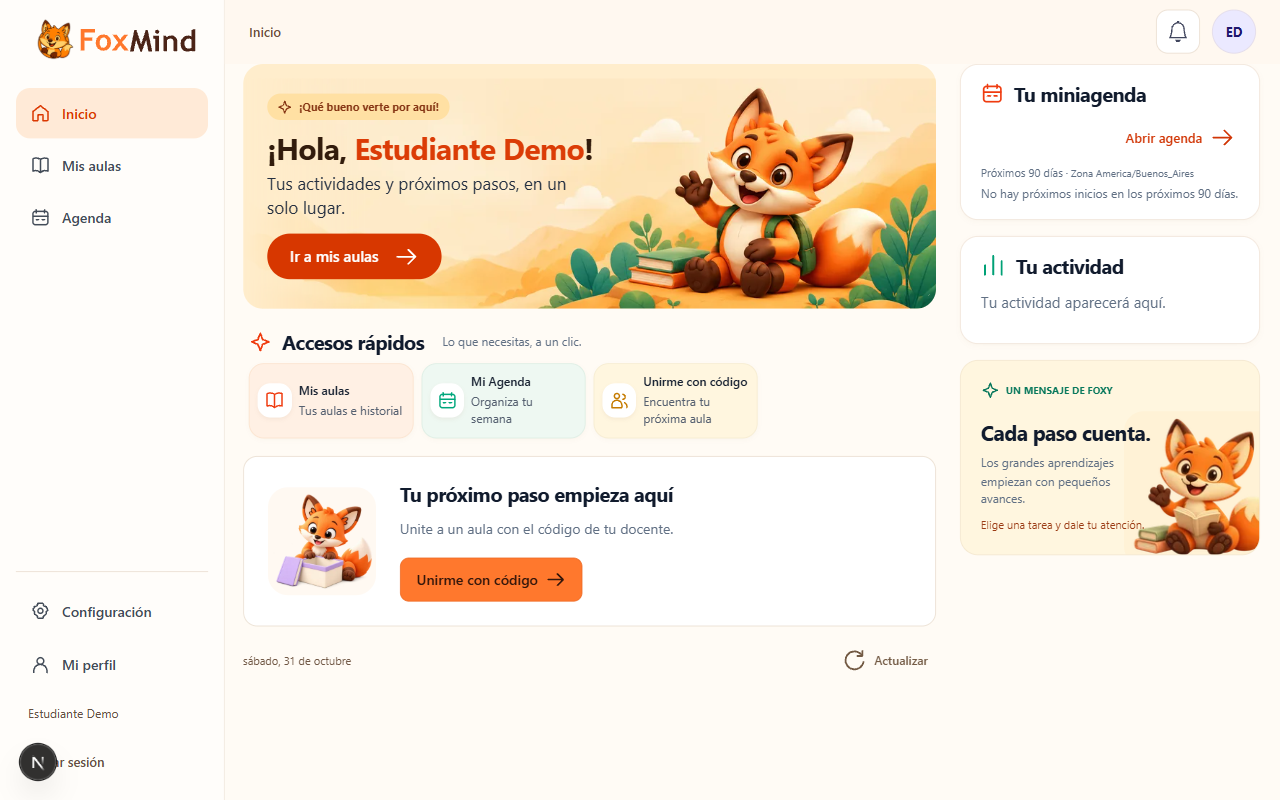 FoxMind
Inicio
Mis aulas
Agenda
Configuración
Mi perfil
Estudiante Demo
N
sesión
Inicio
ED
¡Qué bueno verte por aquí!
¡Hola, Estudiante Demo!
Tus actividades y próximos pasos, en un
solo lugar.
Ir a mis aulas
Accesos rápidos
Lo que necesitas, a un clic.
Mis aulas
Tus aulas e historial
Mi Agenda
Organiza tu
semana
Unirme con código
Encuentra tu
próxima aula
Tu próximo paso empieza aquí
Unite a un aula con el código de tu docente.
Unirme con código
sábado, 31 de octubre
Actualizar
Tu miniagenda
Abrir agenda
Próximos 90 días · Zona America/Buenos_Aires
No hay próximos inicios en los próximos 90 días.
Tu actividad
Tu actividad aparecerá aquí.
UN MENSAJE DE FOXY
Cada paso cuenta.
Los grandes aprendizajes
empiezan con pequeños
avances.
Elige una tarea y dale tu atención.